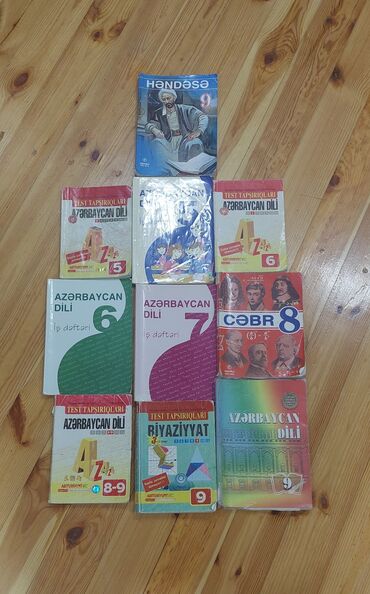 HƏNDƏSƏ
9
TEST TAPŞIRIQLARI
AZƏRBAYCAN DİLİ
5
AZƏRBAYCAN
TEST TAPŞIRIQLARI
AZƏRBAYCAN DİLİ
6
AZƏRBAYCAN
DİLİ
6
İş dəftəri
AZƏRBAYCAN
DİLİ
7
İş dəftəri
CƏBR 8
TEST TAPŞIRIQLARI
AZƏRBAYCAN DİLİ
8-9
TEST TAPŞIRIQLARI
RİYAZİYYAT
9
AZƏRBAYCAN
DİLİ
9